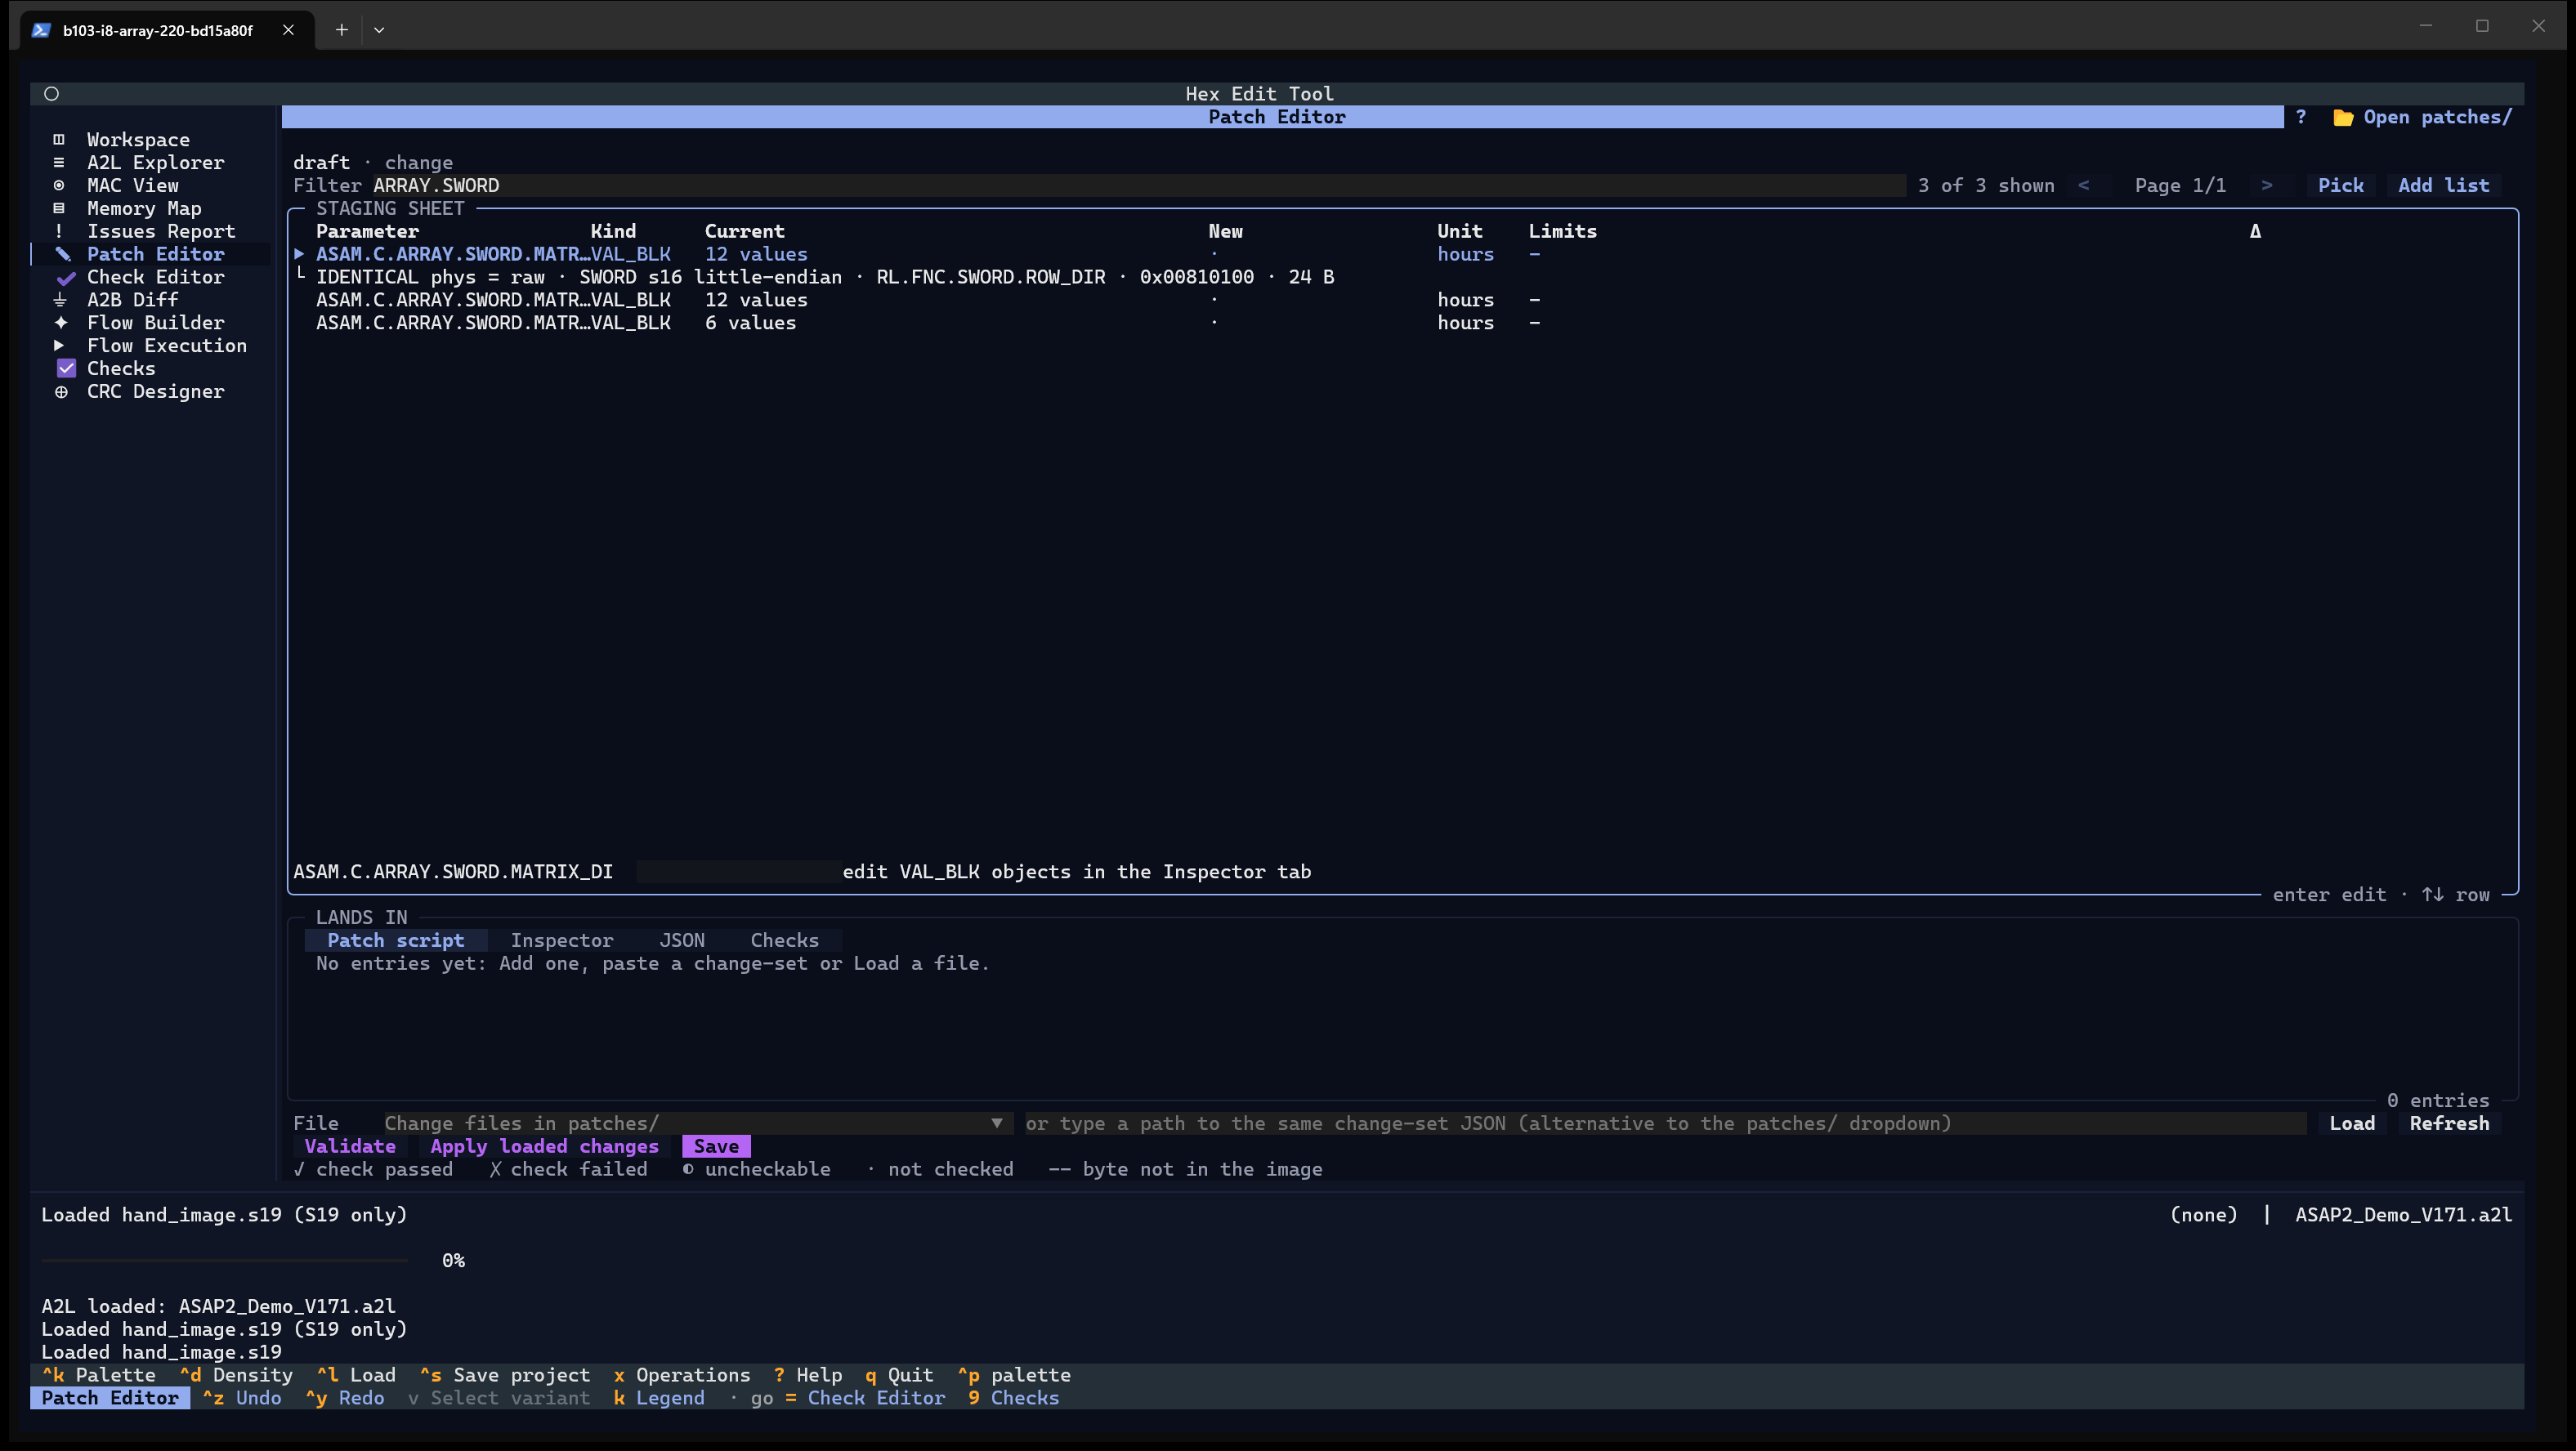 b103-i8-array-220-bd15a80f
Hex Edit Tool
Patch Editor ? Open patches/
Workspace
A2L Explorer
MAC View
Memory Map
Issues Report
Patch Editor
Check Editor
A2B Diff
Flow Builder
Flow Execution
Checks
CRC Designer
draft · change
Filter ARRAY.SWORD 3 of 3 shown < Page 1/1 > Pick Add list
STAGING SHEET
Parameter Kind Current New Unit Limits Δ
▶ ASAM.C.ARRAY.SWORD.MATR…VAL_BLK 12 values · hours –
└ IDENTICAL phys = raw · SWORD s16 little-endian · RL.FNC.SWORD.ROW_DIR · 0x00810100 · 24 B
ASAM.C.ARRAY.SWORD.MATR…VAL_BLK 12 values · hours –
ASAM.C.ARRAY.SWORD.MATR…VAL_BLK 6 values · hours –
ASAM.C.ARRAY.SWORD.MATRIX_DI edit VAL_BLK objects in the Inspector tab
enter edit · ↑↓ row
LANDS IN
Patch script Inspector JSON Checks
No entries yet: Add one, paste a change-set or Load a file.
0 entries
File Change files in patches/ ▼ or type a path to the same change-set JSON (alternative to the patches/ dropdown) Load Refresh
Validate Apply loaded changes Save
√ check passed ╳ check failed ◐ uncheckable · not checked -- byte not in the image
Loaded hand_image.s19 (S19 only) (none) | ASAP2_Demo_V171.a2l
0%
A2L loaded: ASAP2_Demo_V171.a2l
Loaded hand_image.s19 (S19 only)
Loaded hand_image.s19
^k Palette ^d Density ^l Load ^s Save project x Operations ? Help q Quit ^p palette
Patch Editor ^z Undo ^y Redo v Select variant k Legend · go = Check Editor 9 Checks